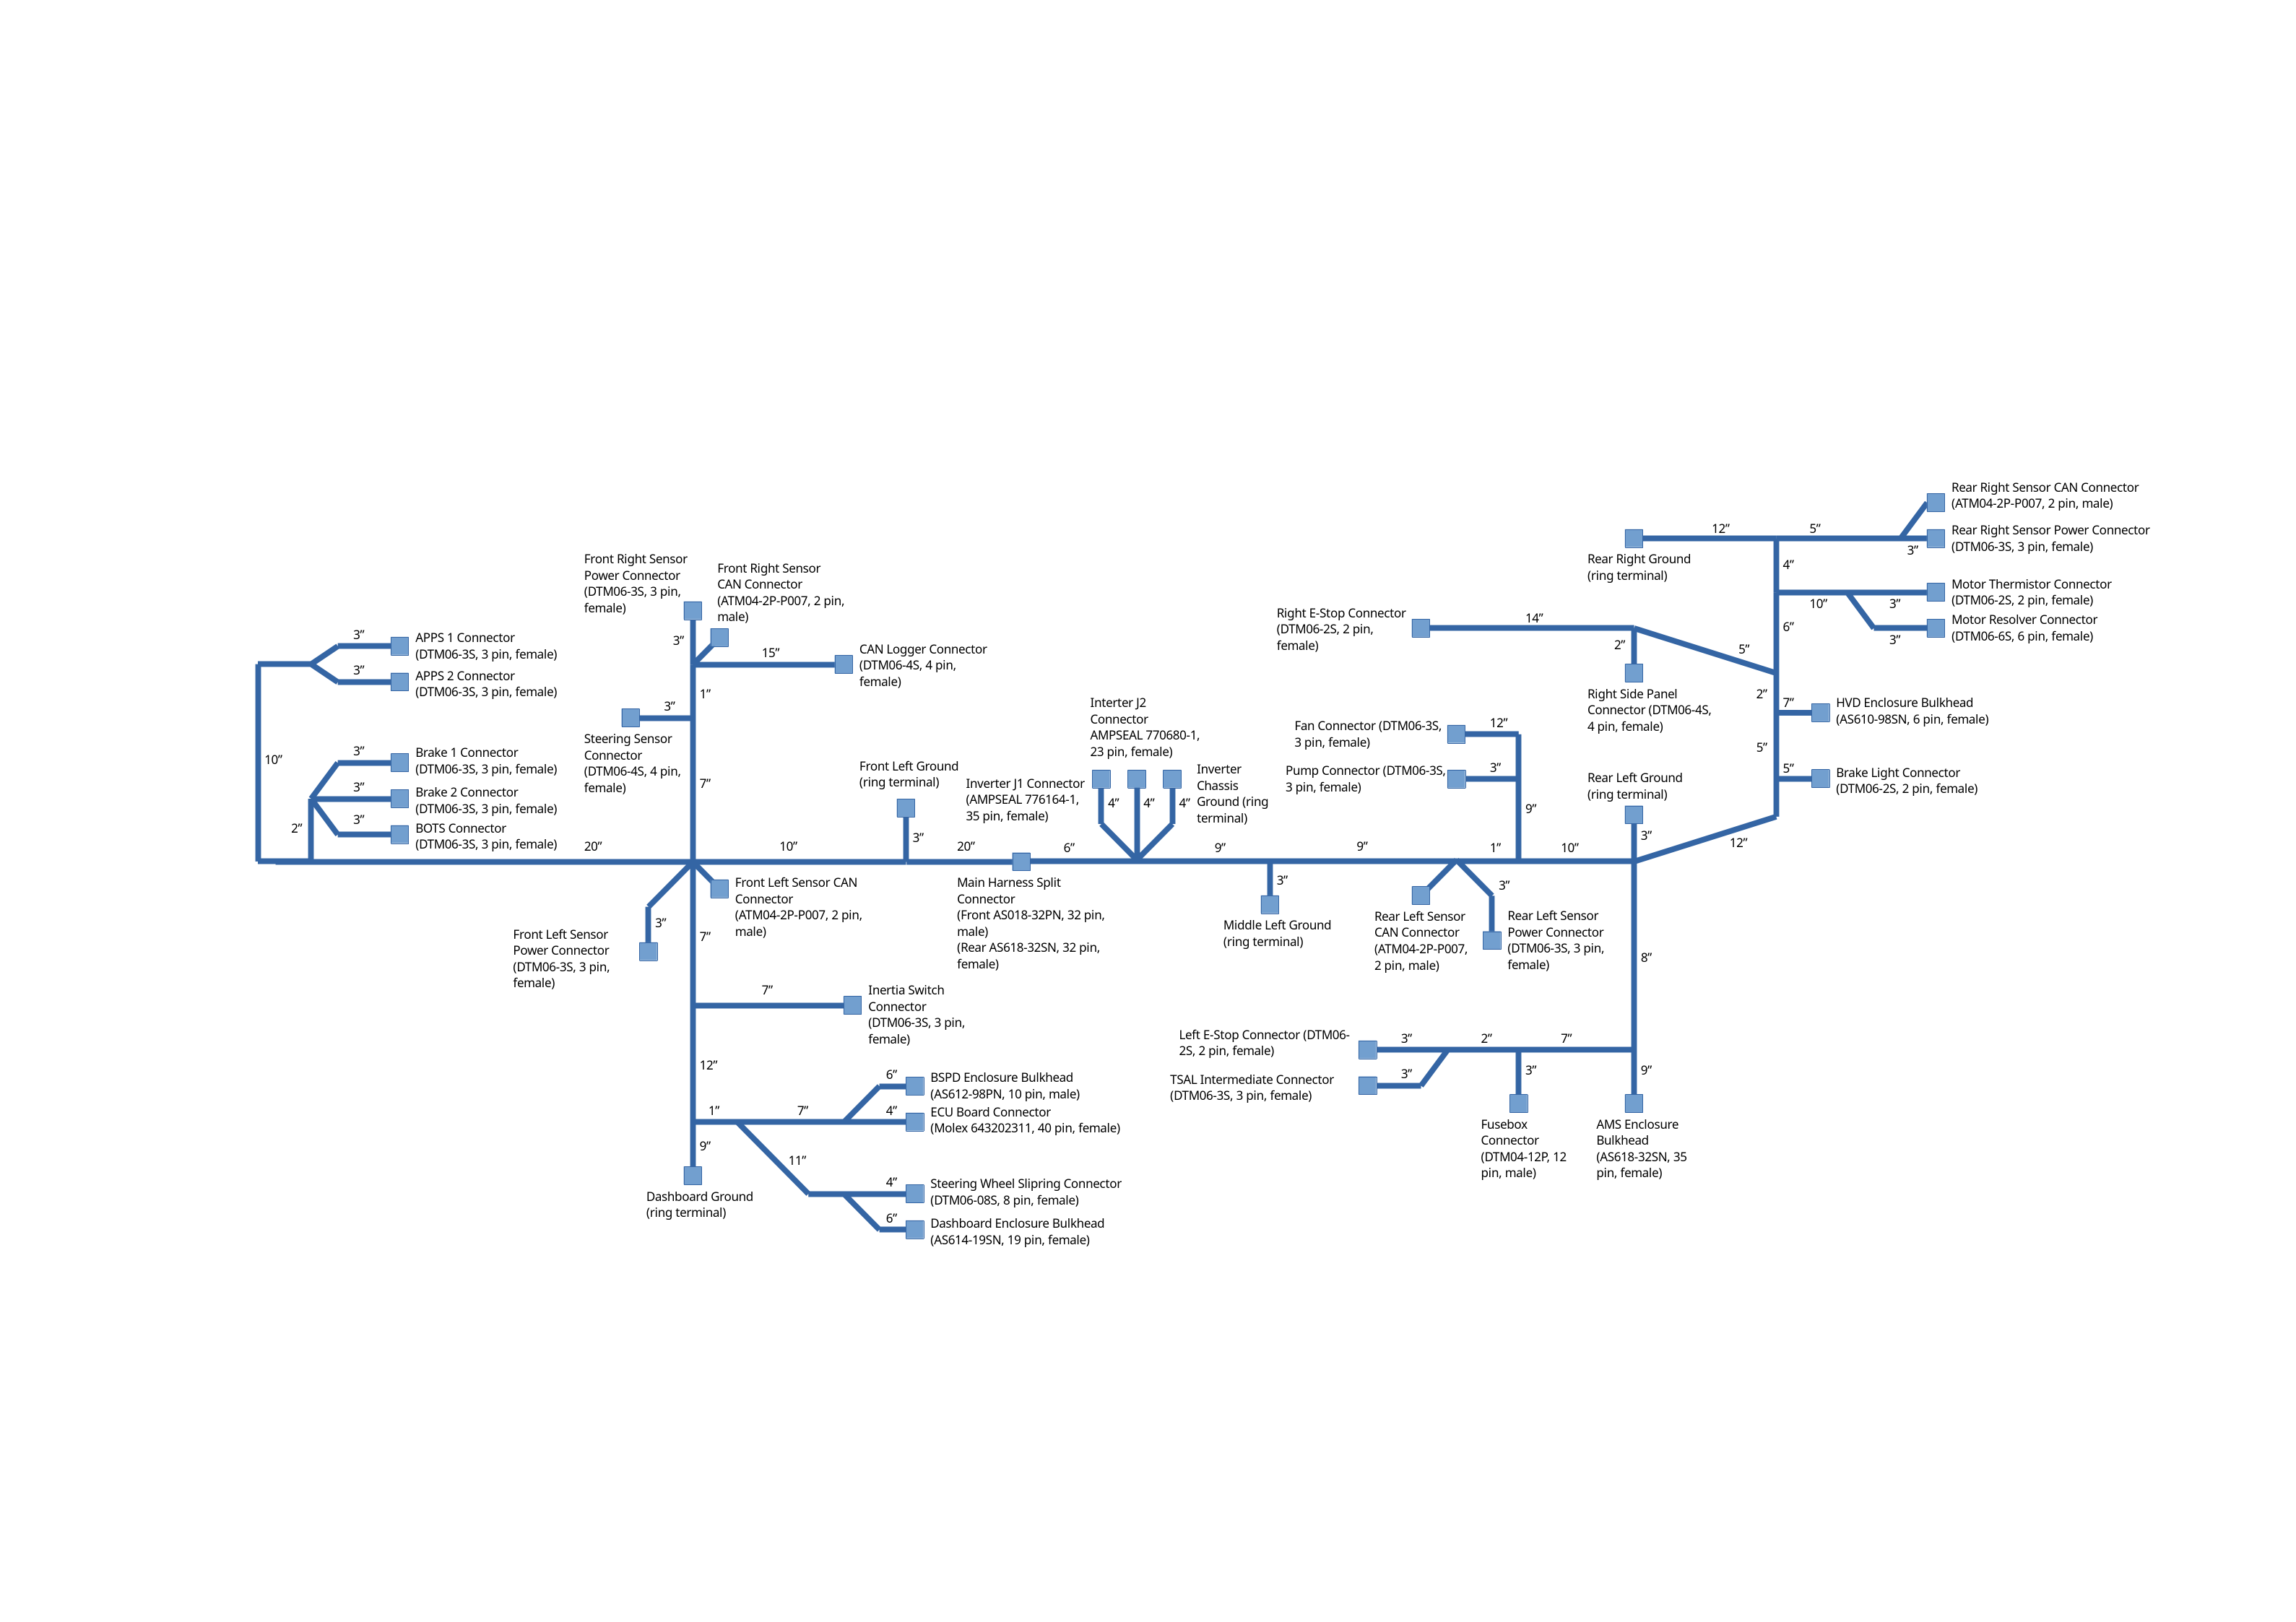 Rear Right Sensor CAN Connector
(ATM04-2P-P007, 2 pin, male)
12”
5”
Rear Right Sensor Power Connector
(DTM06-3S, 3 pin, female)
3”
Rear Right Ground
(ring terminal)
4”
Motor Thermistor Connector
(DTM06-2S, 2 pin, female)
10”
3”
Motor Resolver Connector
(DTM06-6S, 6 pin, female)
3”
6”
Right E-Stop Connector
(DTM06-2S, 2 pin,
female)
14”
2”
5”
Right Side Panel
Connector (DTM06-4S,
4 pin, female)
2”
7”
HVD Enclosure Bulkhead
(AS610-98SN, 6 pin, female)
5”
5”
Brake Light Connector
(DTM06-2S, 2 pin, female)
Rear Left Ground
(ring terminal)
3”
12”
Front Right Sensor
Power Connector
(DTM06-3S, 3 pin,
female)
Front Right Sensor
CAN Connector
(ATM04-2P-P007, 2 pin,
male)
3”
15”
CAN Logger Connector
(DTM06-4S, 4 pin,
female)
1”
3”
Steering Sensor
Connector
(DTM06-4S, 4 pin,
female)
7”
3”
APPS 1 Connector
(DTM06-3S, 3 pin, female)
3”
APPS 2 Connector
(DTM06-3S, 3 pin, female)
10”
3”
Brake 1 Connector
(DTM06-3S, 3 pin, female)
3”
Brake 2 Connector
(DTM06-3S, 3 pin, female)
3”
BOTS Connector
(DTM06-3S, 3 pin, female)
2”
20”
10”
Front Left Ground
(ring terminal)
3”
20”
Interter J2
Connector
AMPSEAL 770680-1,
23 pin, female)
Inverter J1 Connector
(AMPSEAL 776164-1,
35 pin, female)
Inverter
Chassis
Ground (ring
terminal)
4”
4”
4”
6”
9”
9”
Fan Connector (DTM06-3S,
3 pin, female)
12”
Pump Connector (DTM06-3S,
3 pin, female)
3”
9”
1”
10”
Front Left Sensor CAN
Connector
(ATM04-2P-P007, 2 pin,
male)
3”
Front Left Sensor
Power Connector
(DTM06-3S, 3 pin,
female)
7”
Main Harness Split
Connector
(Front AS018-32PN, 32 pin,
male)
(Rear AS618-32SN, 32 pin,
female)
3”
Middle Left Ground
(ring terminal)
Rear Left Sensor
CAN Connector
(ATM04-2P-P007,
2 pin, male)
3”
Rear Left Sensor
Power Connector
(DTM06-3S, 3 pin,
female)
8”
7”
Inertia Switch
Connector
(DTM06-3S, 3 pin,
female)
12”
6”
BSPD Enclosure Bulkhead
(AS612-98PN, 10 pin, male)
1”
7”
4”
ECU Board Connector
(Molex 643202311, 40 pin, female)
9”
11”
Dashboard Ground
(ring terminal)
4”
Steering Wheel Slipring Connector
(DTM06-08S, 8 pin, female)
6”
Dashboard Enclosure Bulkhead
(AS614-19SN, 19 pin, female)
Left E-Stop Connector (DTM06-
2S, 2 pin, female)
3”
2”
7”
TSAL Intermediate Connector
(DTM06-3S, 3 pin, female)
3”
3”
9”
Fusebox
Connector
(DTM04-12P, 12
pin, male)
AMS Enclosure
Bulkhead
(AS618-32SN, 35
pin, female)